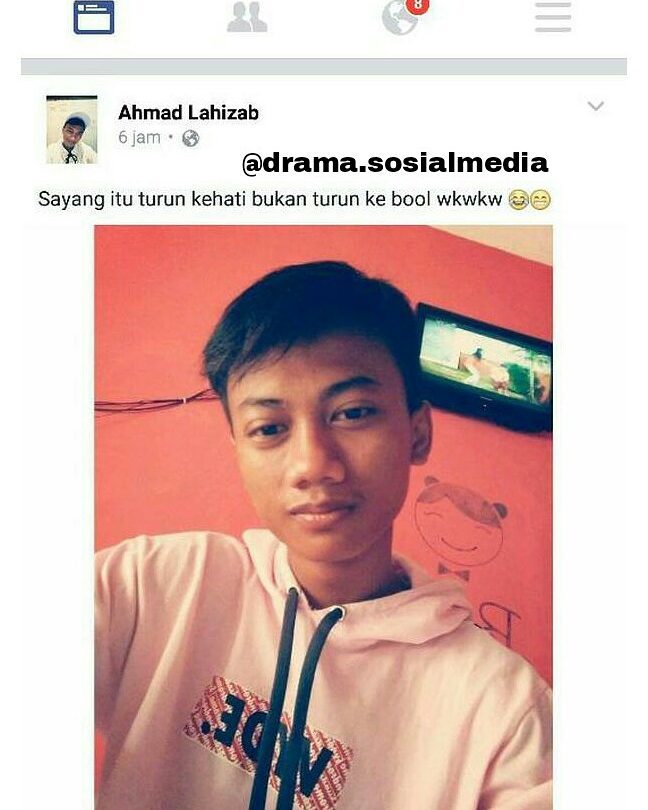 8
Ahmad Lahizab
6 jam •
@drama.sosialmedia
Sayang itu turun kehati bukan turun ke bool wkwkw 😂😁